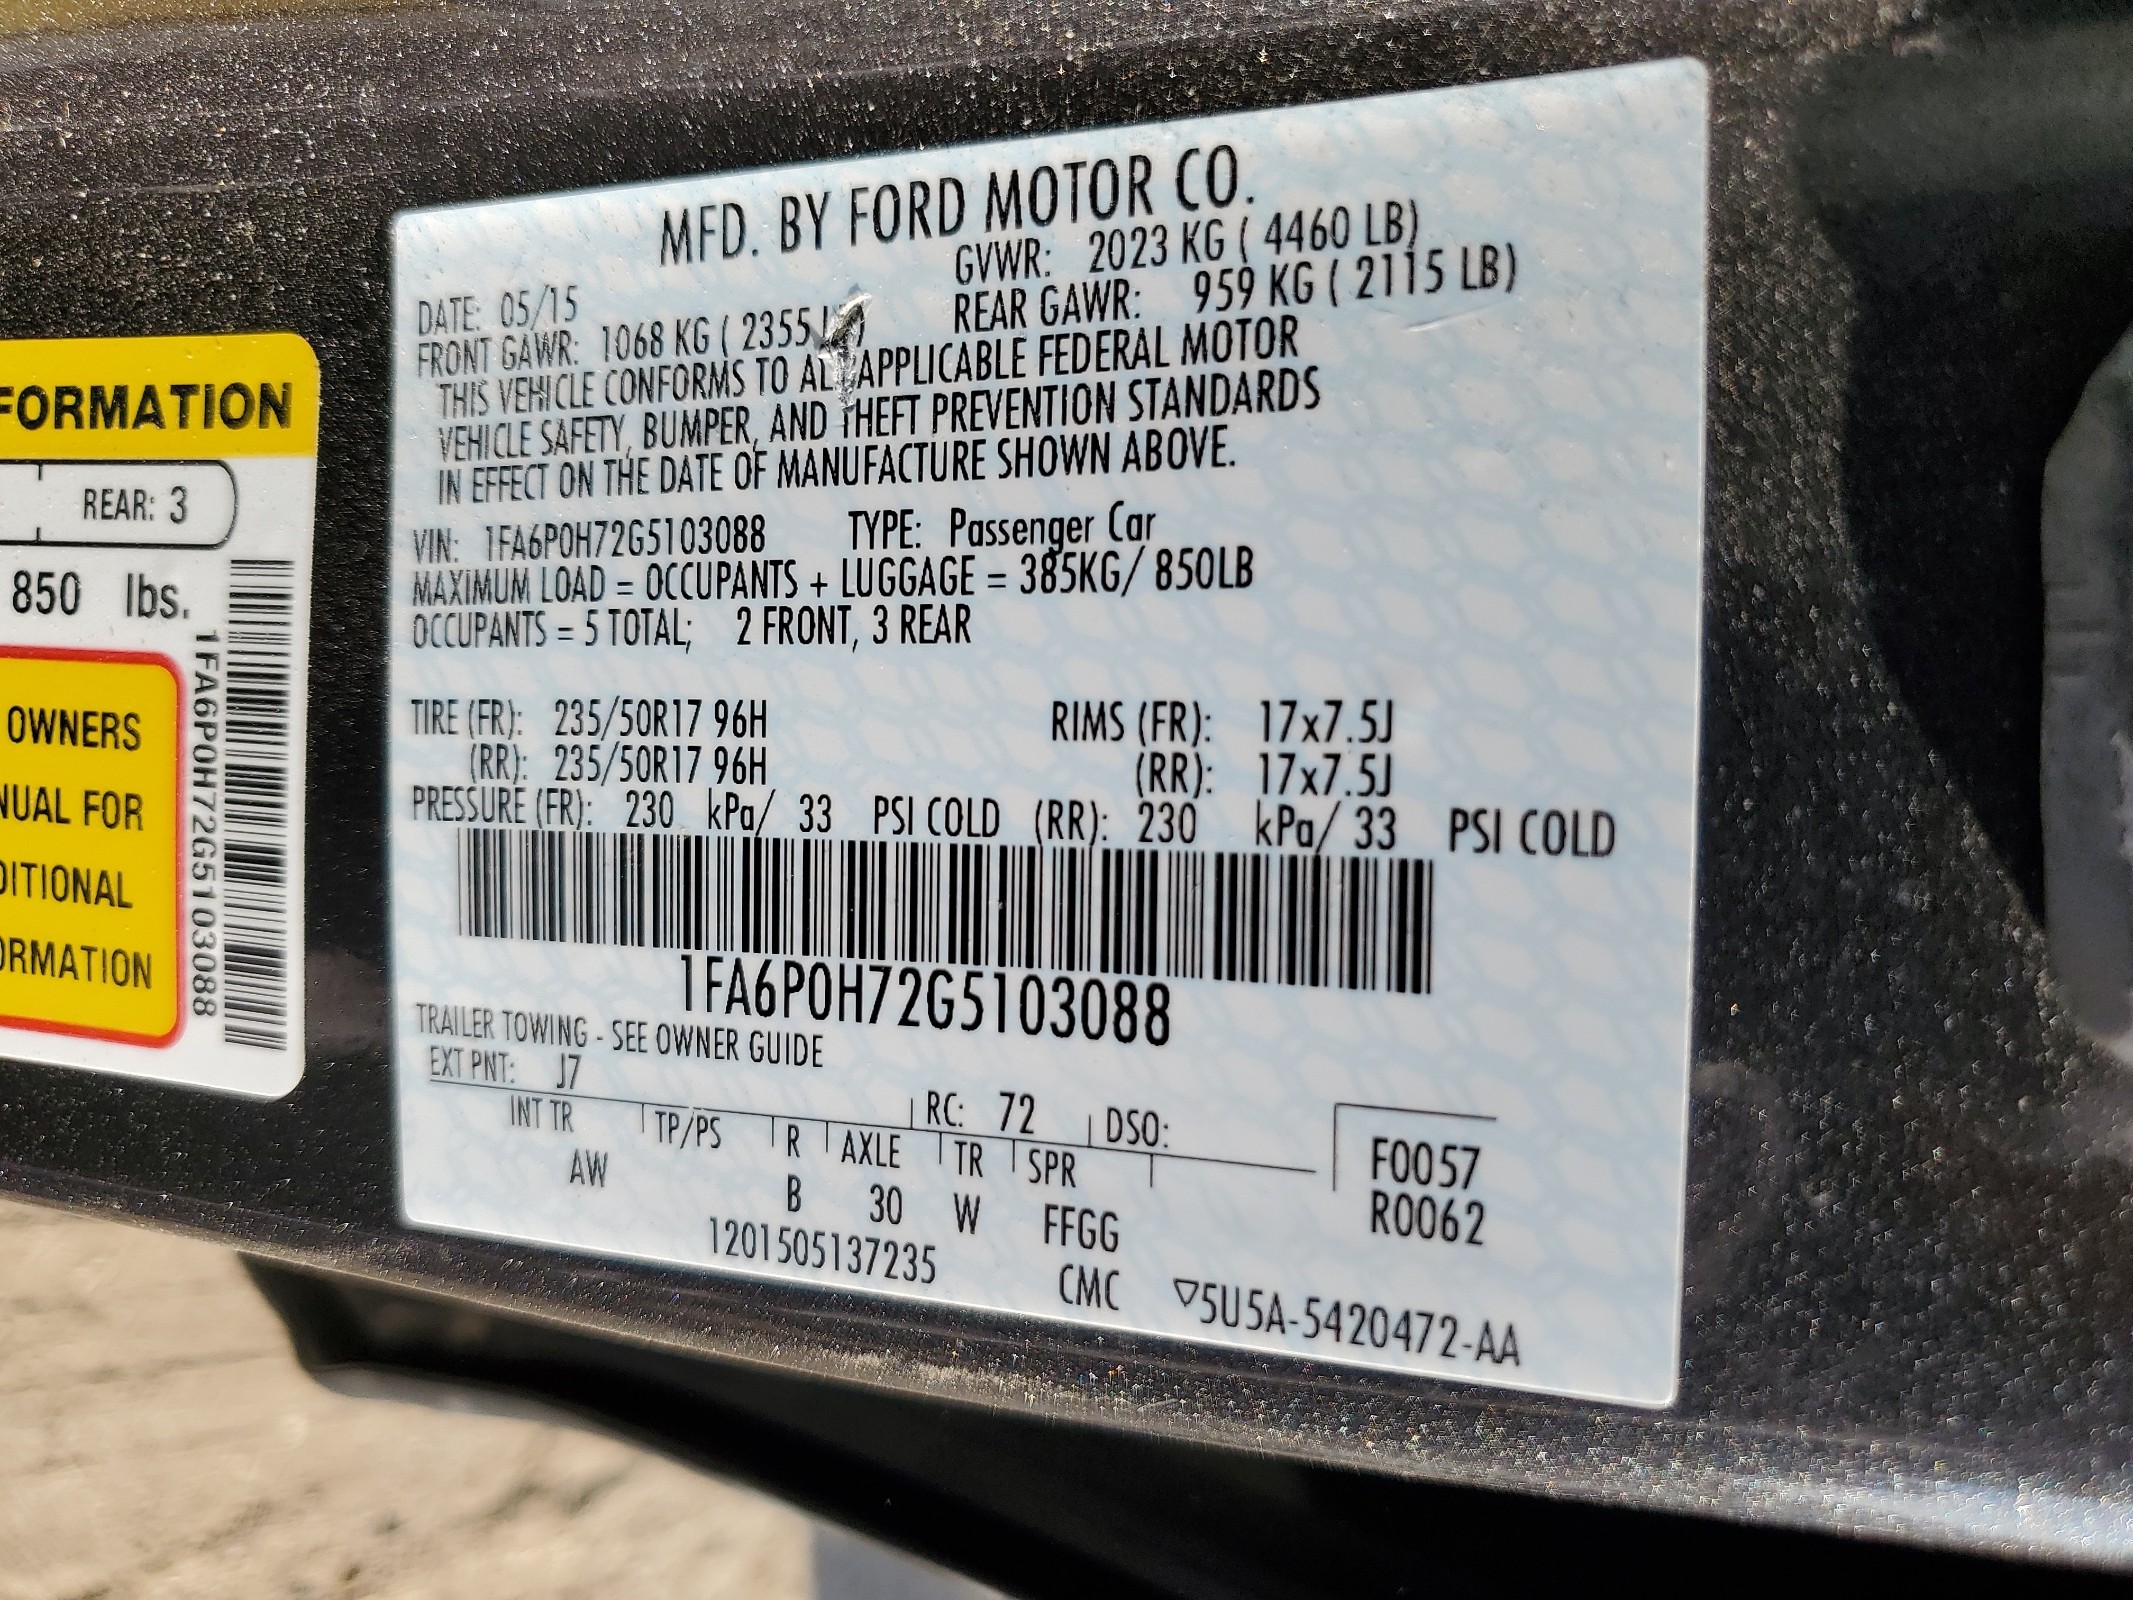 FORMATION
REAR: 3
850 lbs.
OWNERS
NUAL FOR
DITIONAL
ORMATION
1FA6P0H72G5103088
MFD. BY FORD MOTOR CO.
DATE: 05/15 GVWR: 2023 KG ( 4460 LB)
FRONT GAWR: 1068 KG ( 2355 REAR GAWR: 959 KG ( 2115 LB)
THIS VEHICLE CONFORMS TO APPLICABLE FEDERAL MOTOR
VEHICLE SAFETY, BUMPER, AND THEFT PREVENTION STANDARDS
IN EFFECT ON THE DATE OF MANUFACTURE SHOWN ABOVE.
VIN: 1FA6P0H72G5103088 TYPE: Passenger Car
MAXIMUM LOAD = OCCUPANTS + LUGGAGE = 385KG/ 850LB
OCCUPANTS = 5 TOTAL; 2 FRONT, 3 REAR
TIRE (FR): 235/50R17 96H RIMS (FR): 17x7.5J
(RR): 235/50R17 96H (RR): 17x7.5J
PRESSURE (FR): 230 kPa/ 33 PSI COLD (RR): 230 kPa/ 33 PSI COLD
1FA6P0H72G5103088
TRAILER TOWING - SEE OWNER GUIDE
EXT PNT: J7 RC: 72 DSO:
INT TR TP/PS R AXLE TR SPR F0057
AW B 30 W FFGG R0062
1201505137235 CMC ▽5U5A-5420472-AA